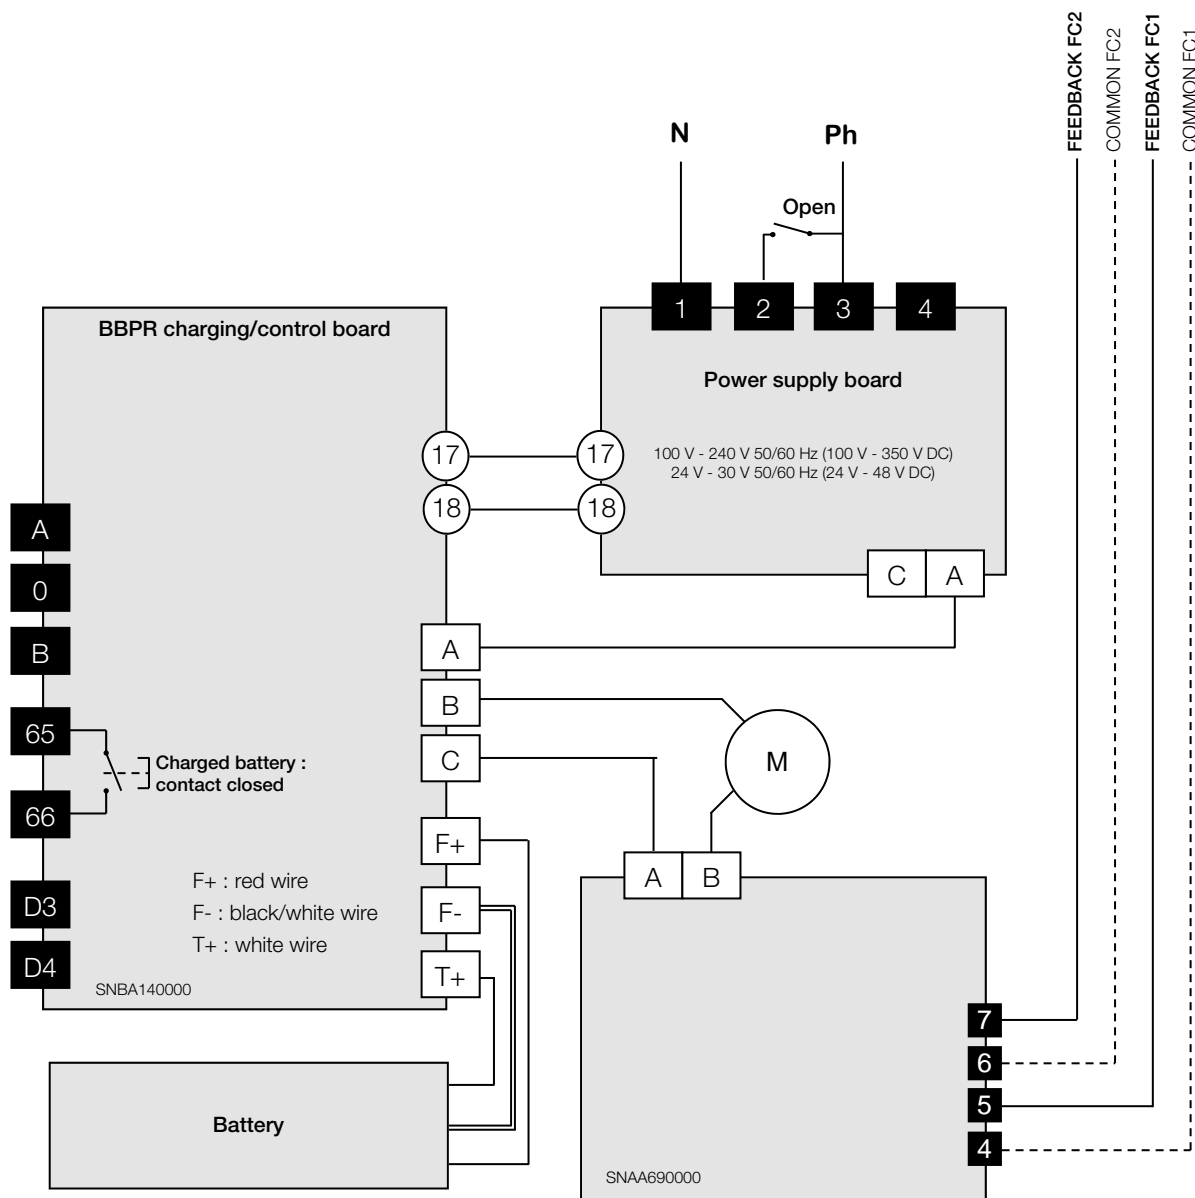 FEEDBACK FC2
COMMON FC2
FEEDBACK FC1
COMMON FC1
N
Ph
Open
1
2
3
4
BBPR charging/control board
Power supply board
100 V - 240 V 50/60 Hz (100 V - 350 V DC)
24 V - 30 V 50/60 Hz (24 V - 48 V DC)
17
17
18
18
C
A
A
0
B
65
66
D3
D4
A
B
C
F+
F-
T+
Charged battery :
contact closed
F+ : red wire
F- : black/white wire
T+ : white wire
SNBA140000
M
A
B
7
6
5
4
Battery
SNAA690000